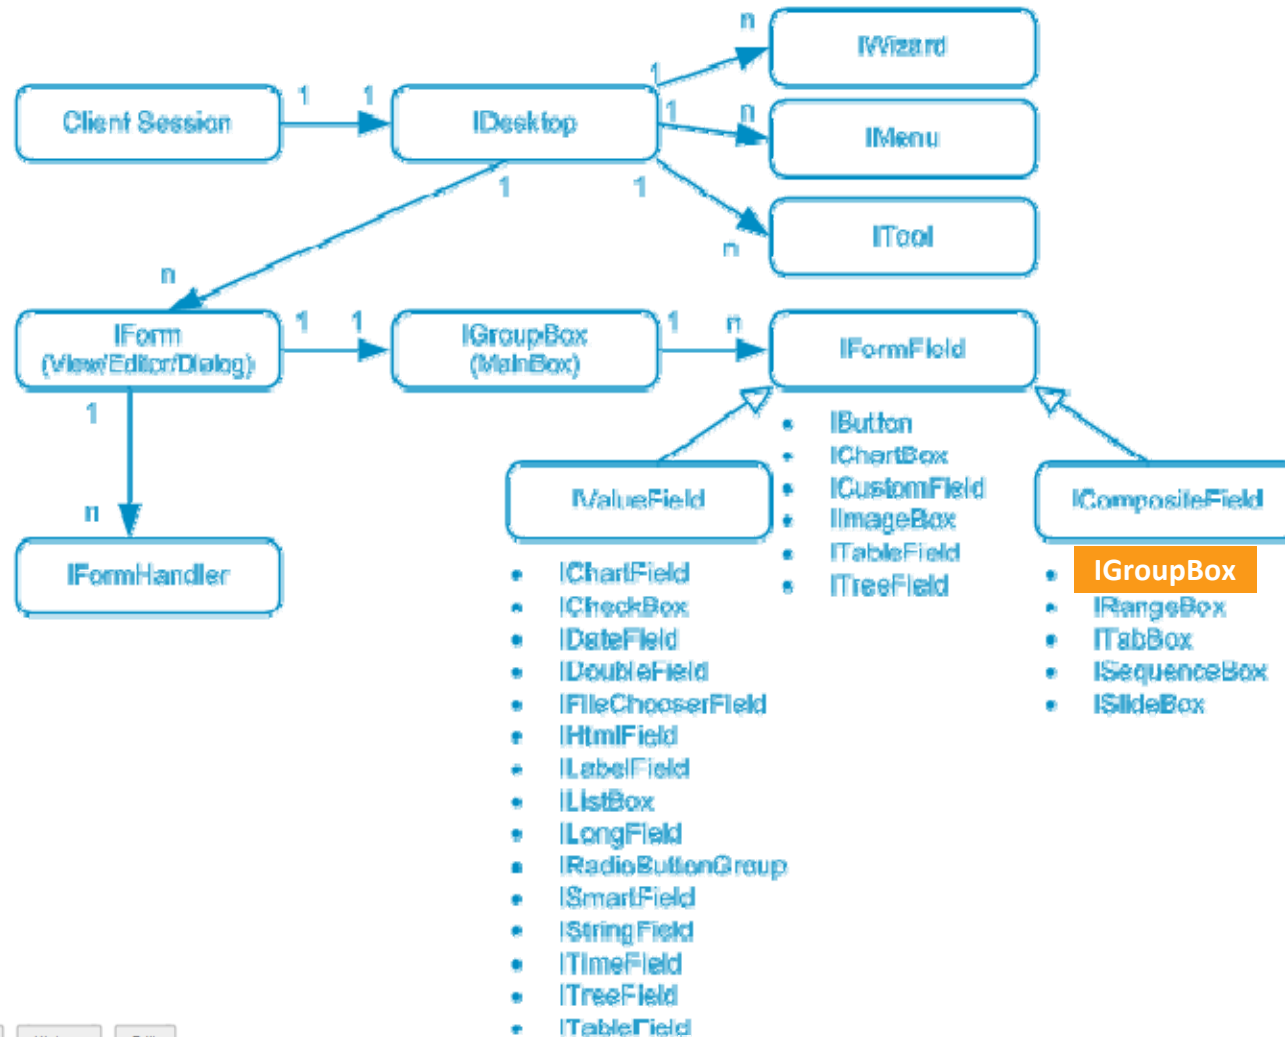 n
IWizard
1
Client Session
1
1
IDesktop
1
n
IMenu
1
1
n
ITool
n
IForm
(View/Editor/Dialog)
1
1
IGroupBox
(MainBox)
1
n
IFormField
1
n
IFormHandler
IValueField
IChartField
ICheckBox
IDateField
IDoubleField
IFileChooserField
IHtmlField
ILabelField
IListBox
ILongField
IRadioButtonGroup
ISmartField
IStringField
ITimeField
ITreeField
ITableField
IButton
IChartBox
ICustomField
IImageBox
ITableField
ITreeField
ICompositeField
IGroupBox
IRangeBox
ITabBox
ISequenceBox
ISlideBox